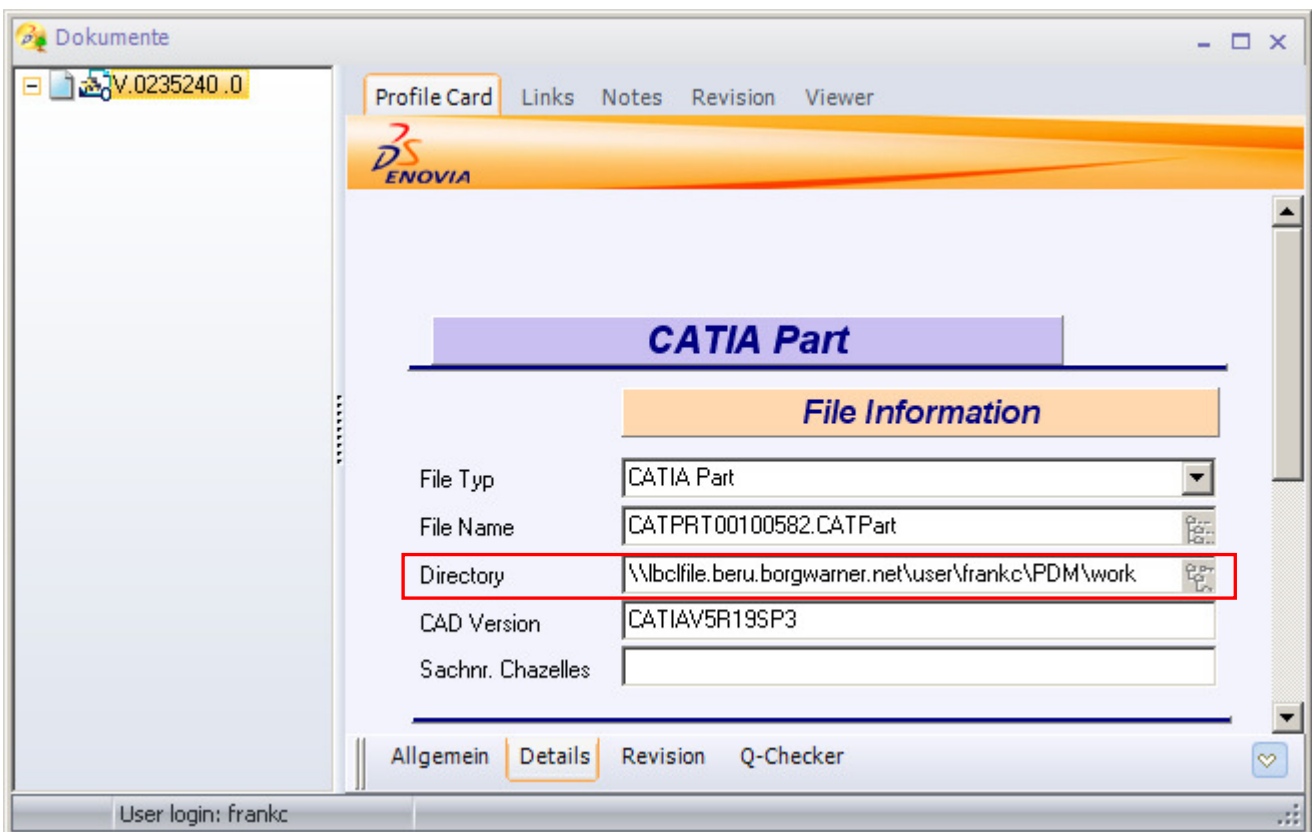 Dokumente
V.0235240 .0
Profile Card Links Notes Revision Viewer
DS
ENOVIA
CATIA Part
File Information
File Typ CATIA Part
File Name CATPRT00100582.CATPart
Directory \\lbclfile.beru.borgwarner.net\user\frankc\PDM\work
CAD Version CATIAV5R19SP3
Sachnr. Chazelles
Allgemein Details Revision Q-Checker
User login: frankc